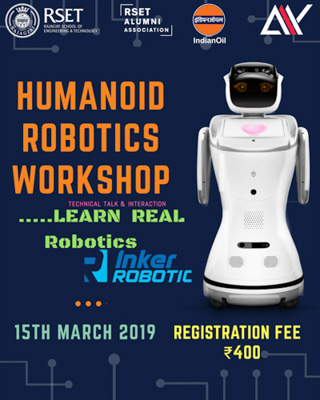 RSET
RAJAGIRI SCHOOL OF
ENGINEERING & TECHNOLOGY
RSET
ALUMNI
ASSOCIATION
इंडियनऑयल
IndianOil
HUMANOID
ROBOTICS
WORKSHOP
TECHNICAL TALK & INTERACTION
.....LEARN REAL
Robotics
Inker
ROBOTIC
15TH MARCH 2019
REGISTRATION FEE
₹400